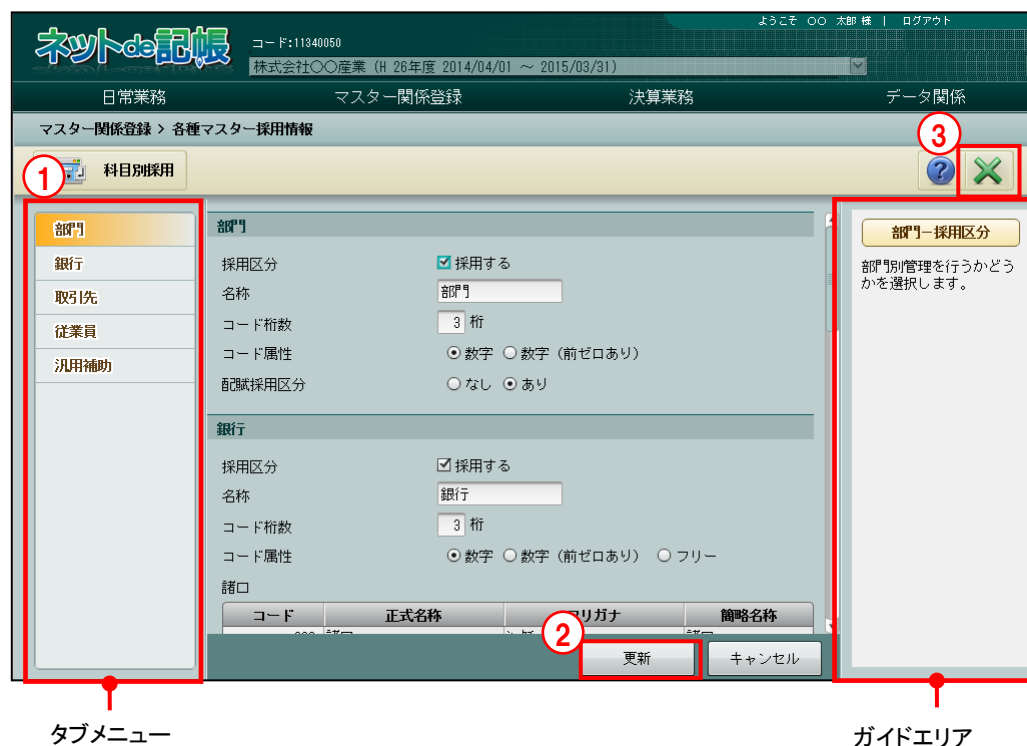 ようこそ 〇〇 太郎 様 | ログアウト
ネットde記帳
コード:11340050
株式会社〇〇産業 (H 26年度 2014/04/01 ～ 2015/03/31)
日常業務 マスター関係登録 決算業務 データ関係
マスター関係登録 > 各種マスター採用情報
③
① 科目別採用 ?
部門
銀行
取引先
従業員
汎用補助
部門
採用区分 採用する
名称 部門
コード桁数 3 桁
コード属性 数字 数字 (前ゼロあり)
配賦採用区分 なし あり
銀行
採用区分 採用する
名称 銀行
コード桁数 3 桁
コード属性 数字 数字 (前ゼロあり) フリー
諸口
コード 正式名称 フリガナ 簡略名称
②
更新 キャンセル
部門－採用区分
部門別管理を行うかどう
かを選択します。
タブメニュー
ガイドエリア